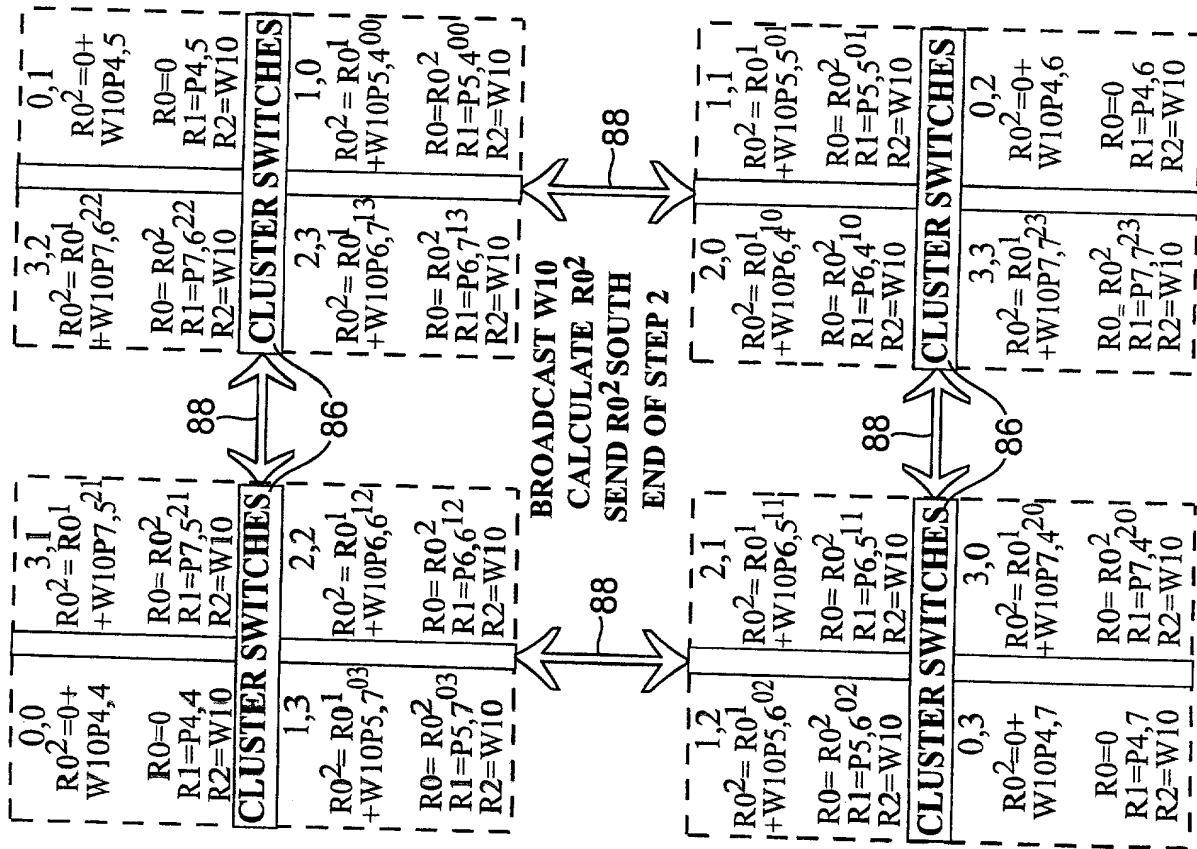 0,0
R0²=0+
W10P4,4
R0=0
R1=P4,4
R2=W10
3,1
R0²= R0¹
+W10P7,5²¹
R0= R0²
R1=P7,5²¹
R2=W10
CLUSTER SWITCHES
1,3
R0²= R0¹
+W10P5,7⁰³
R0= R0²
R1=P5,7⁰³
R2=W10
2,2
R0²= R0¹
+W10P6,6¹²
R0= R0²
R1=P6,6¹²
R2=W10
88
86
3,2
R0²= R0¹
+W10P7,6²²
R0= R0²
R1=P7,6²²
R2=W10
0,1
R0²=0+
W10P4,5
R0=0
R1=P4,5
R2=W10
CLUSTER SWITCHES
2,3
R0²= R0¹
+W10P6,7¹³
R0= R0²
R1=P6,7¹³
R2=W10
1,0
R0²= R0¹
+W10P5,4⁰⁰
R0=R0²
R1=P5,4⁰⁰
R2=W10
88
BROADCAST W10
CALCULATE R0²
SEND R0² SOUTH
END OF STEP 2
88
1,2
R0²= R0¹
+W10P5,6⁰²
R0= R0²
R1=P5,6⁰²
R2=W10
2,1
R0²= R0¹
+W10P6,5¹¹
R0= R0²
R1=P6,5¹¹
R2=W10
CLUSTER SWITCHES
0,3
R0²=0+
W10P4,7
R0=0
R1=P4,7
R2=W10
3,0
R0²= R0¹
+W10P7,4²⁰
R0= R0²
R1=P7,4²⁰
R2=W10
88
86
2,0
R0²= R0¹
+W10P6,4¹⁰
R0= R0²
R1=P6,4¹⁰
R2=W10
1,1
R0²= R0¹
+W10P5,5⁰¹
R0= R0²
R1=P5,5⁰¹
R2=W10
CLUSTER SWITCHES
3,3
R0²= R0¹
+W10P7,7²³
R0= R0²
R1=P7,7²³
R2=W10
0,2
R0²=0+
W10P4,6
R0=0
R1=P4,6
R2=W10